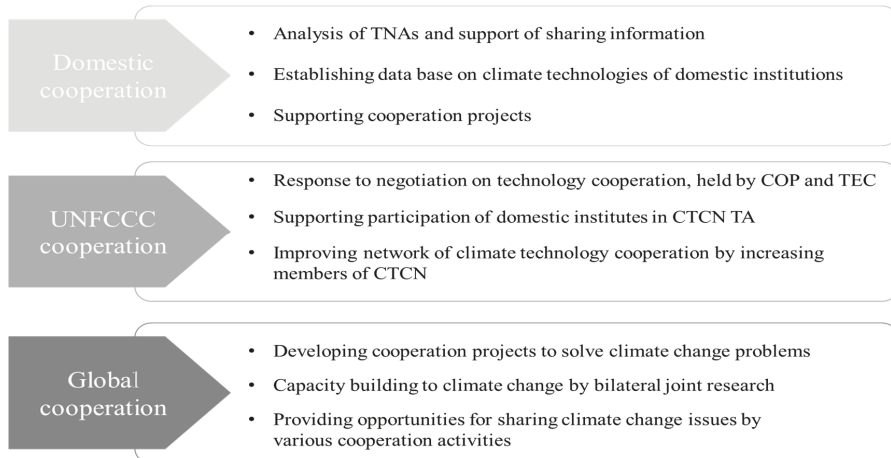 Domestic
cooperation
• Analysis of TNAs and support of sharing information
• Establishing data base on climate technologies of domestic institutions
• Supporting cooperation projects
UNFCCC
cooperation
• Response to negotiation on technology cooperation, held by COP and TEC
• Supporting participation of domestic institutes in CTCN TA
• Improving network of climate technology cooperation by increasing
members of CTCN
Global
cooperation
• Developing cooperation projects to solve climate change problems
• Capacity building to climate change by bilateral joint research
• Providing opportunities for sharing climate change issues by
various cooperation activities